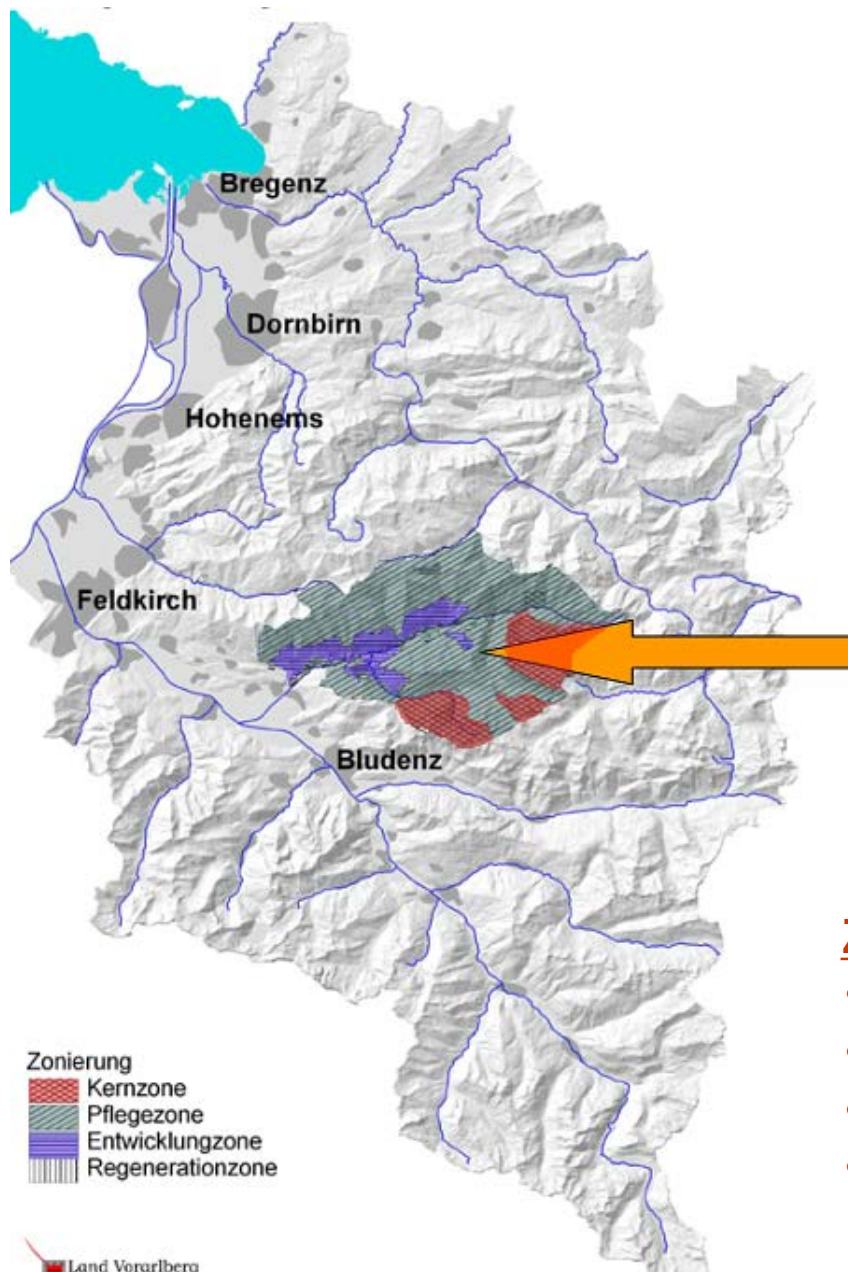 Bregenz
Dornbirn
Hohenems
Feldkirch
Bludenz
Zonierung
Kernzone
Pflegezone
Entwicklungzone
Regenerationzone
Land Vorarlberg